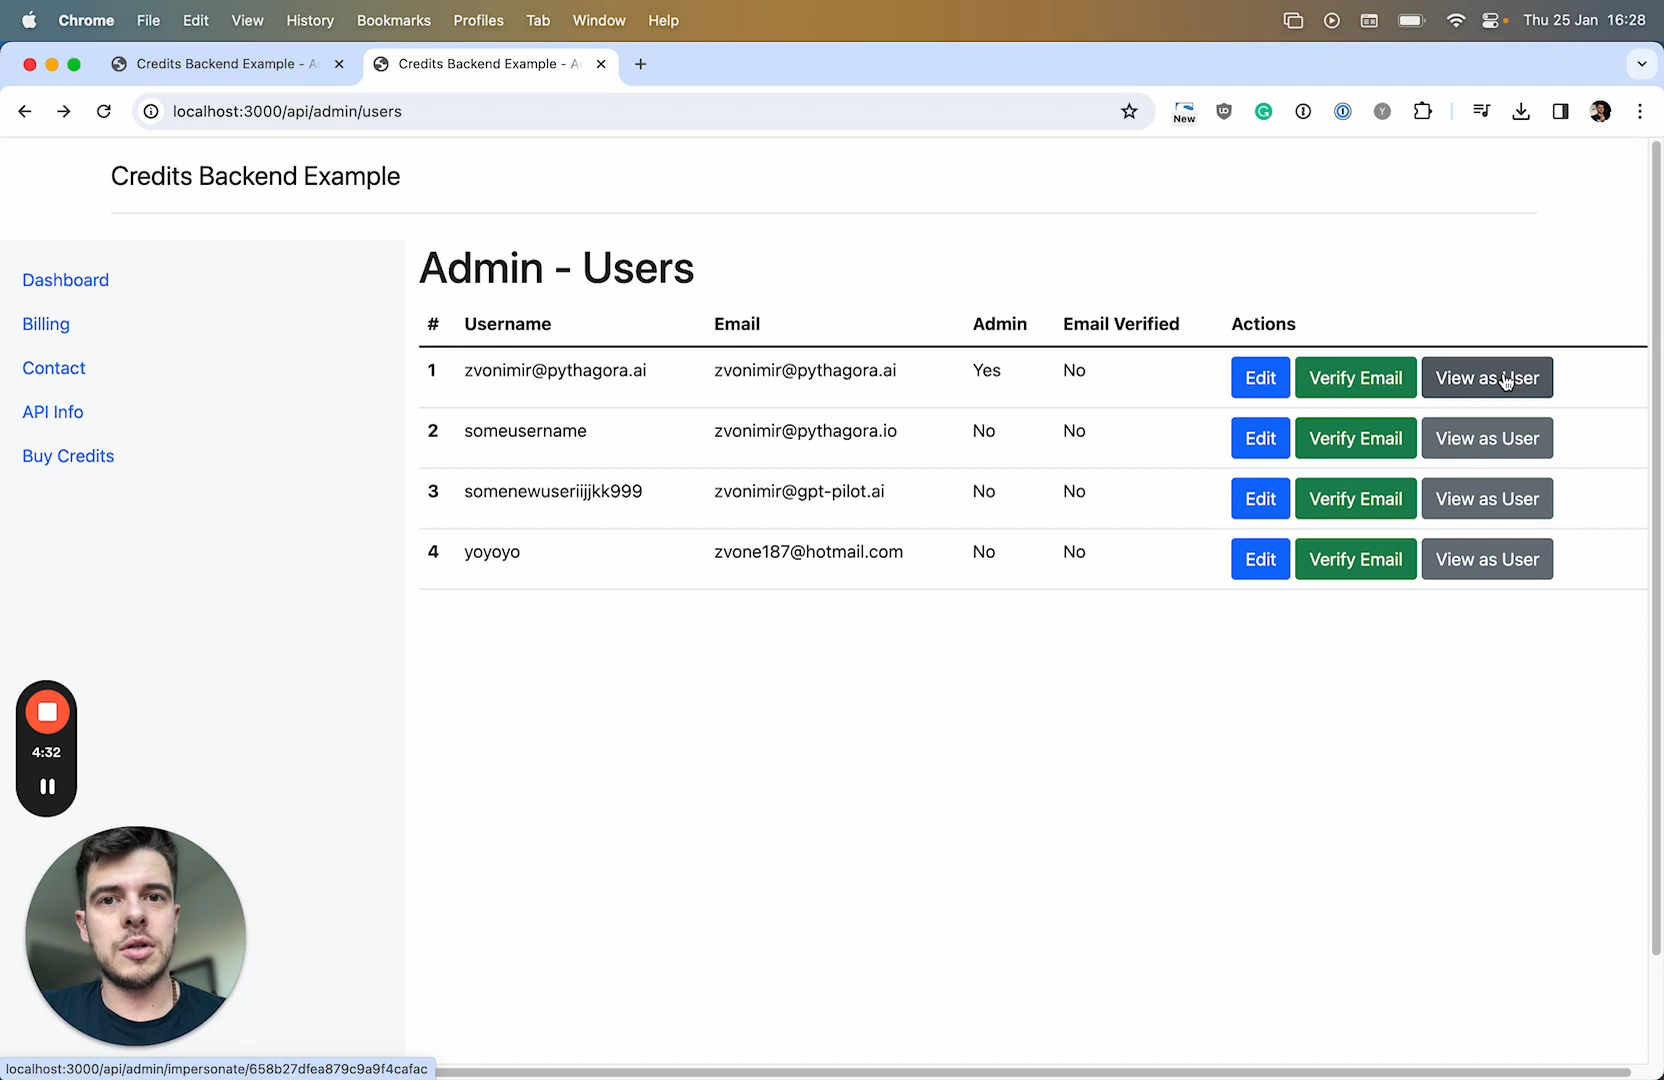 Chrome File Edit View History Bookmarks Profiles Tab Window Help Thu 25 Jan 16:28
Credits Backend Example - A Credits Backend Example - A
localhost:3000/api/admin/users New
Credits Backend Example
Dashboard
Billing
Contact
API Info
Buy Credits
Admin - Users
# Username Email Admin Email Verified Actions
1 zvonimir@pythagora.ai zvonimir@pythagora.ai Yes No Edit Verify Email View as User
2 someusername zvonimir@pythagora.io No No Edit Verify Email View as User
3 somenewuseriijjkk999 zvonimir@gpt-pilot.ai No No Edit Verify Email View as User
4 yoyoyo zvone187@hotmail.com No No Edit Verify Email View as User
4:32
localhost:3000/api/admin/impersonate/658b27dfea879c9a9f4cafac